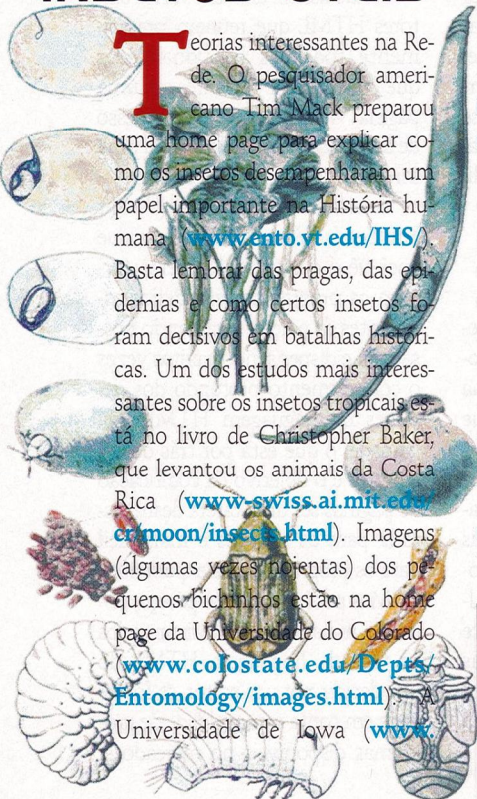 Teorias interessantes na Re-
de. O pesquisador ameri-
cano Tim Mack preparou
uma home page para explicar co-
mo os insetos desempenharam um
papel importante na História hu-
mana (www.ento.vt.edu/IHS/).
Basta lembrar das pragas, das epi-
demias e como certos insetos fo-
ram decisivos em batalhas históri-
cas. Um dos estudos mais interes-
santes sobre os insetos tropicais es-
tá no livro de Christopher Baker,
que levantou os animais da Costa
Rica (www-swiss.ai.mit.edu/
cr/moon/insects.html). Imagens
(algumas vezes nojentas) dos pe-
quenos bichinhos estão na home
page da Universidade do Colorado
(www.colostate.edu/Depts/
Entomology/images.html). A
Universidade de Iowa (www.